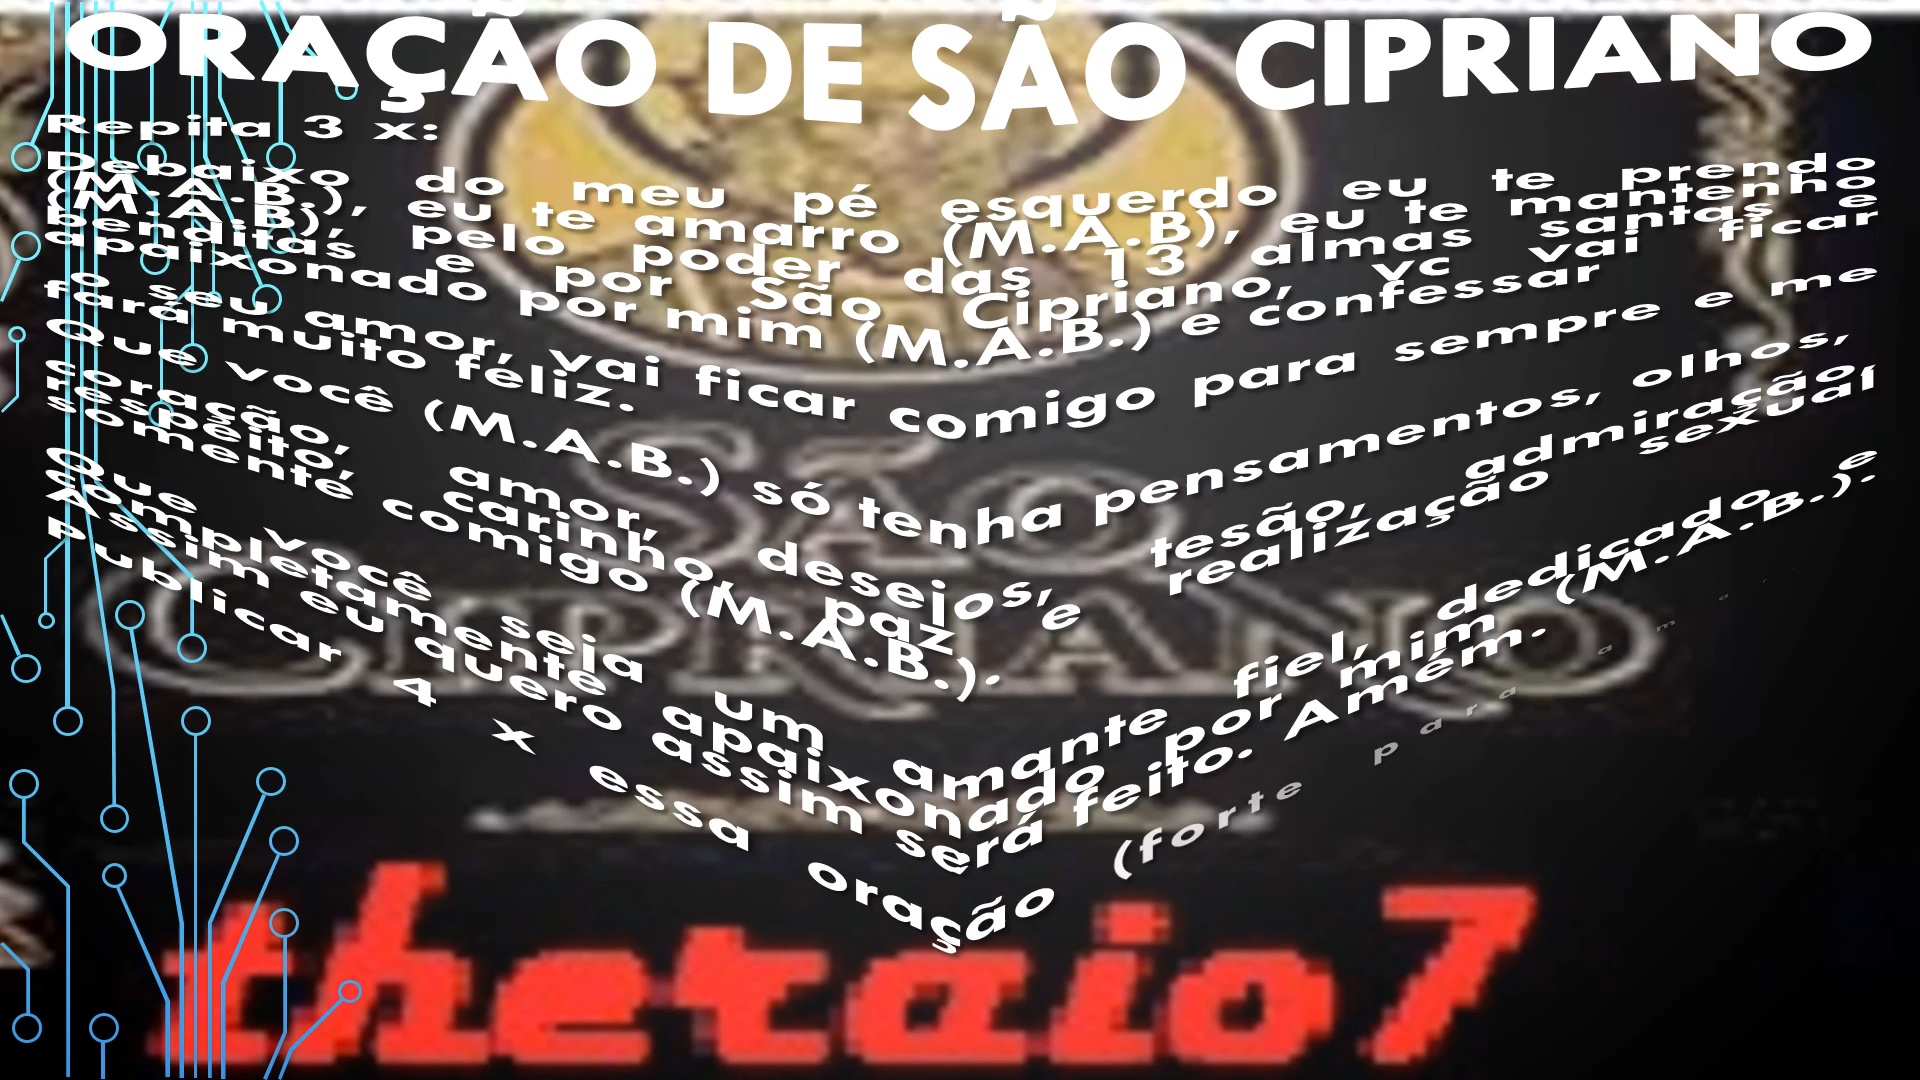 ORAÇÃO DE SÃO CIPRIANO
Repita 3 x:
Debaixo do meu pé esquerdo eu te prendo
(M.A.B.), eu te amarro (M.A.B), eu te mantenho
(M.A.B), pelo poder das 13 almas santas e
benditas e por São Cipriano, vc vai ficar
apaixonado por mim (M.A.B.) e confessar
o seu amor, vai ficar comigo para sempre e me
fará muito feliz.
Que você (M.A.B.) só tenha pensamentos, olhos,
coração, amor, desejos, tesão, admiração,
respeito, carinho, paz e realização sexual
somente comigo (M.A.B.).
Que você seja um amante fiel, dedicado e
completamente apaixonado por mim (M.A.B.).
Assim eu quero assim será feito. Amém.
Publicar 4 x essa oração (forte para a m a
SÃO
CIPRIANO
theraio7